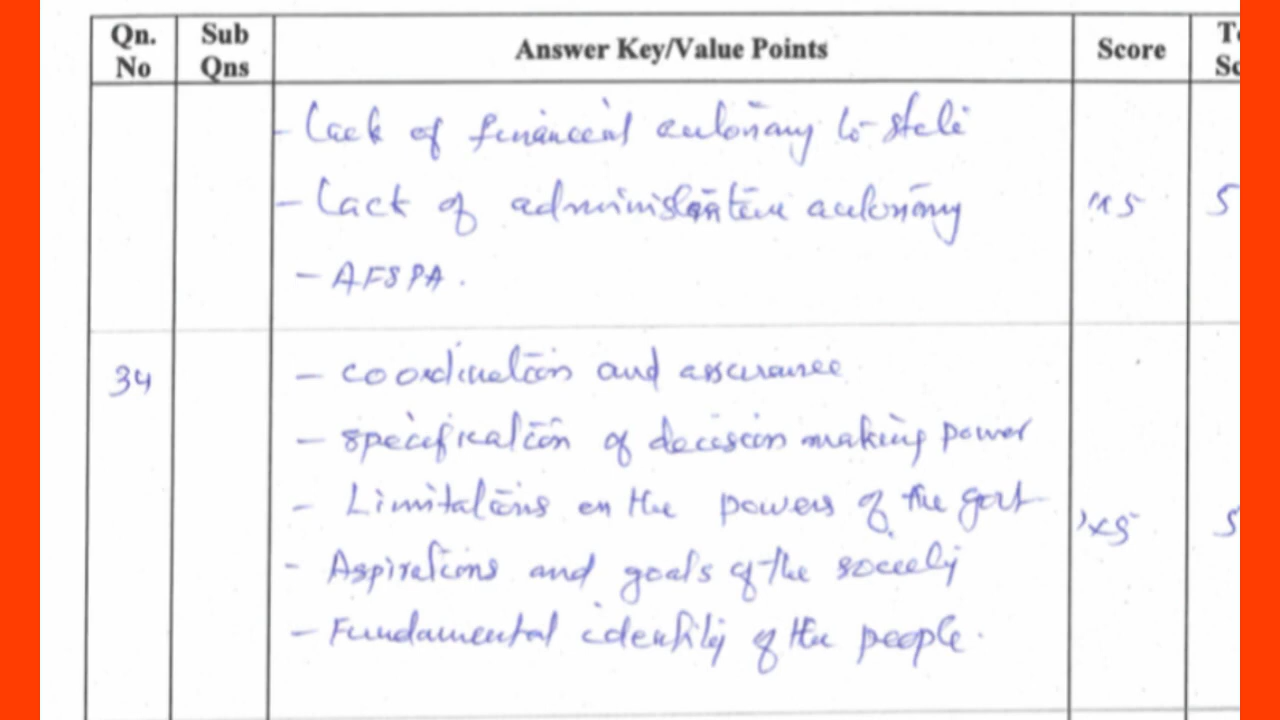 Qn. No
Sub Qns
Answer Key/Value Points
Score
- Lack of financial autonomy to state
- Lack of administrative autonomy
5
- AFSPA.
34
- coordination and assurance
- specification of decision making power
- Limitations on the powers of the govt
1x5
5
- Aspirations and goals of the society
- Fundamental identity of the people.